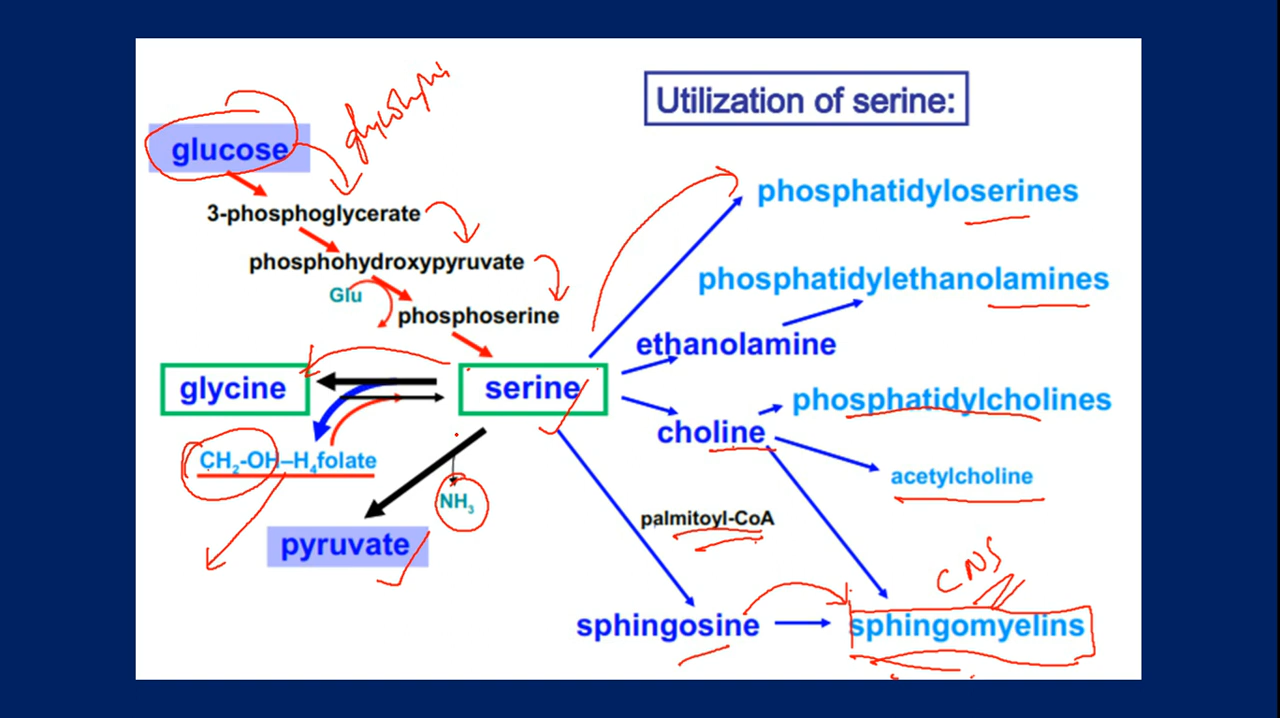 Utilization of serine:
glucose
glycolysis
3-phosphoglycerate
phosphohydroxypyruvate
Glu
phosphoserine
glycine
serine
CH₂-OH–H₄folate
NH₃
pyruvate
phosphatidyloserines
phosphatidylethanolamines
ethanolamine
phosphatidylcholines
choline
acetylcholine
palmitoyl-CoA
CNS
sphingosine
sphingomyelins